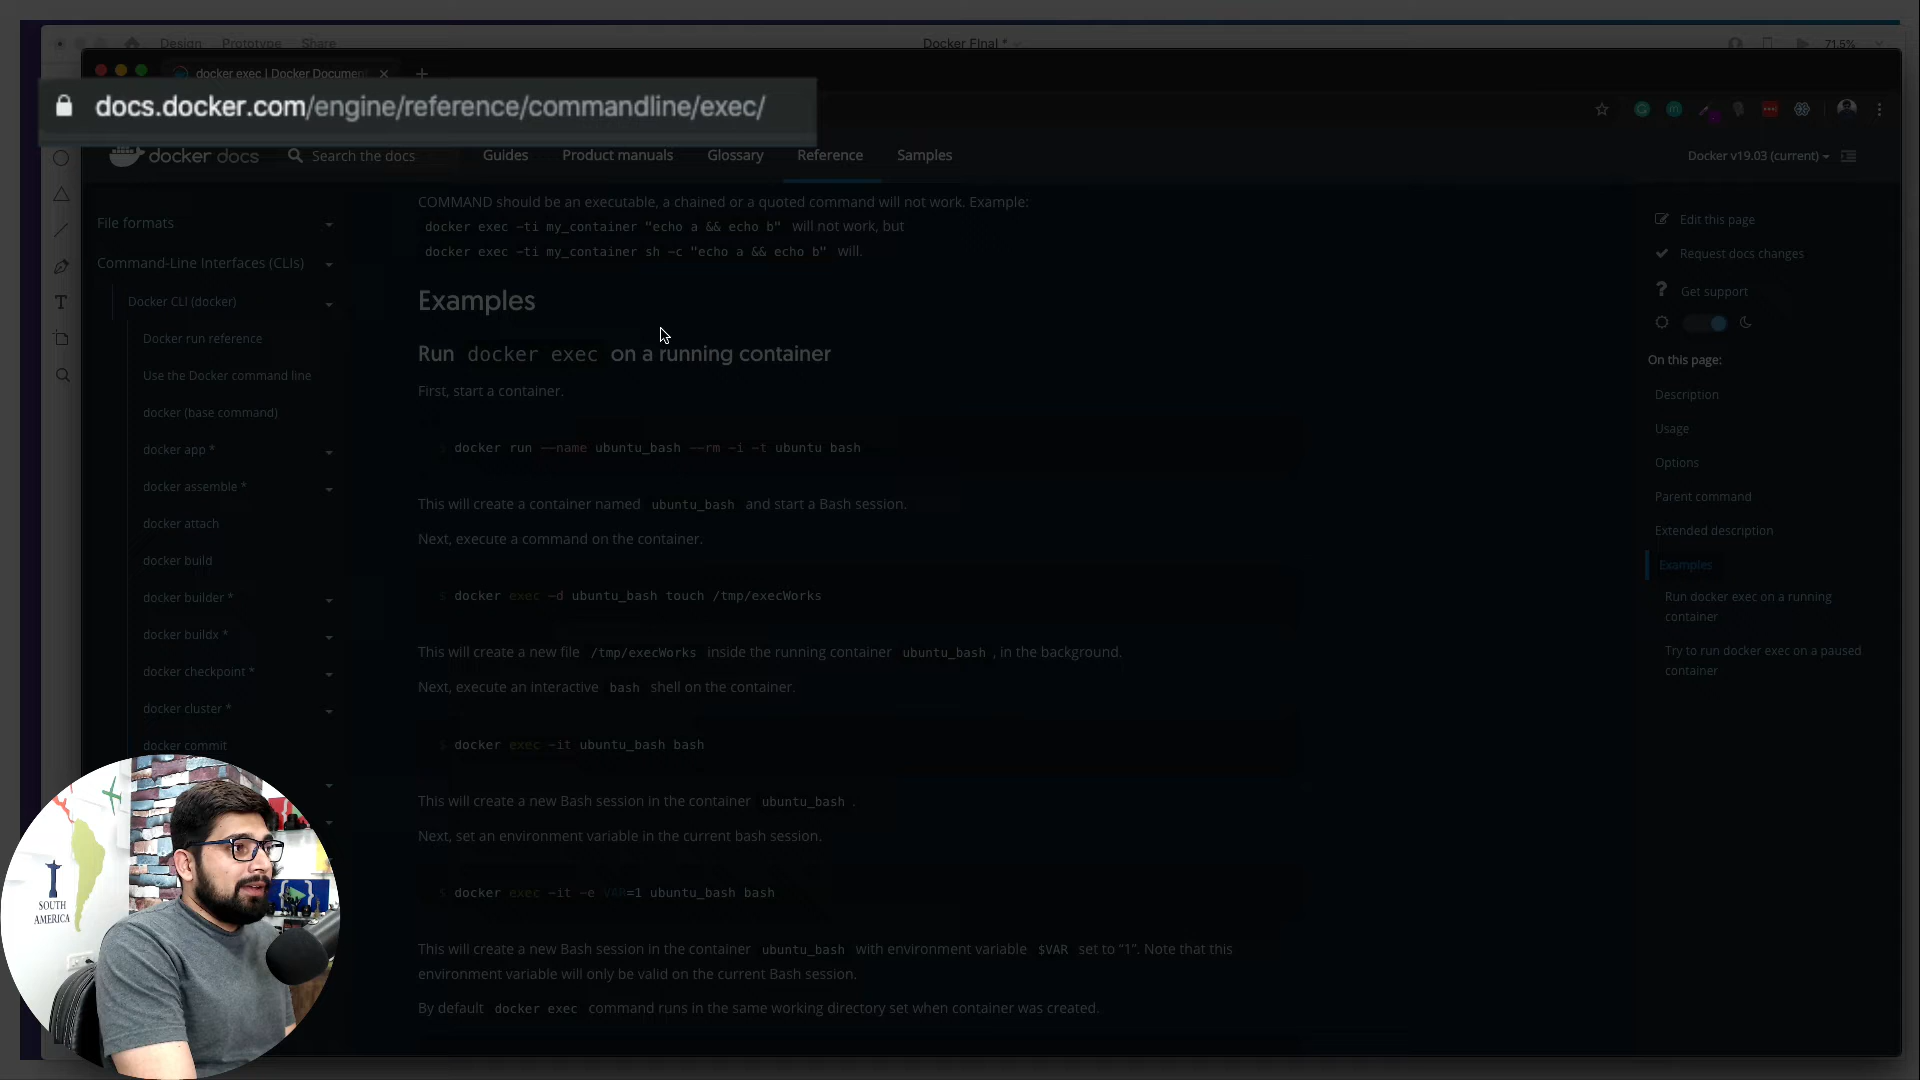 Design Prototype Share
Docker Final *
71.5%
docker exec | Docker Documen
docs.docker.com/engine/reference/commandline/exec/
docker docs
Search the docs
Guides
Product manuals
Glossary
Reference
Samples
Docker v19.03 (current)
File formats
Command-Line Interfaces (CLIs)
Docker CLI (docker)
Docker run reference
Use the Docker command line
docker (base command)
docker app *
docker assemble *
docker attach
docker build
docker builder *
docker buildx *
docker checkpoint *
docker cluster *
docker commit
COMMAND should be an executable, a chained or a quoted command will not work. Example:
docker exec -ti my_container "echo a && echo b" will not work, but
docker exec -ti my_container sh -c "echo a && echo b" will.
Examples
Run docker exec on a running container
First, start a container.
$ docker run --name ubuntu_bash --rm -i -t ubuntu bash
This will create a container named ubuntu_bash and start a Bash session.
Next, execute a command on the container.
$ docker exec -d ubuntu_bash touch /tmp/execWorks
This will create a new file /tmp/execWorks inside the running container ubuntu_bash , in the background.
Next, execute an interactive bash shell on the container.
$ docker exec -it ubuntu_bash bash
This will create a new Bash session in the container ubuntu_bash .
Next, set an environment variable in the current bash session.
$ docker exec -it -e VAR=1 ubuntu_bash bash
This will create a new Bash session in the container ubuntu_bash with environment variable $VAR set to "1". Note that this
environment variable will only be valid on the current Bash session.
By default docker exec command runs in the same working directory set when container was created.
Edit this page
Request docs changes
Get support
On this page:
Description
Usage
Options
Parent command
Extended description
Examples
Run docker exec on a running
container
Try to run docker exec on a paused
container
SOUTH
AMERICA